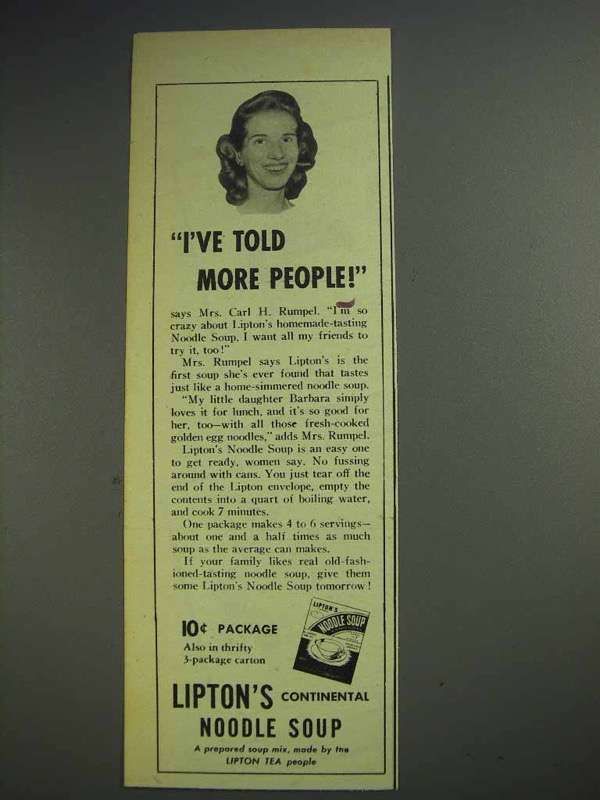 "I'VE TOLD
MORE PEOPLE!"
says Mrs. Carl H. Rumpel. "I'm so
crazy about Lipton's homemade-tasting
Noodle Soup, I want all my friends to
try it, too!"
Mrs. Rumpel says Lipton's is the
first soup she's ever found that tastes
just like a home-simmered noodle soup.
"My little daughter Barbara simply
loves it for lunch, and it's so good for
her, too—with all those fresh-cooked
golden egg noodles," adds Mrs. Rumpel.
Lipton's Noodle Soup is an easy one
to get ready, women say. No fussing
around with cans. You just tear off the
end of the Lipton envelope, empty the
contents into a quart of boiling water,
and cook 7 minutes.
One package makes 4 to 6 servings—
about one and a half times as much
soup as the average can makes.
If your family likes real old-fash-
ioned-tasting noodle soup, give them
some Lipton's Noodle Soup tomorrow!
LIPTON'S
NOODLE SOUP
10¢ PACKAGE
Also in thrifty
3-package carton
LIPTON'S CONTINENTAL
NOODLE SOUP
A prepared soup mix, made by the
LIPTON TEA people